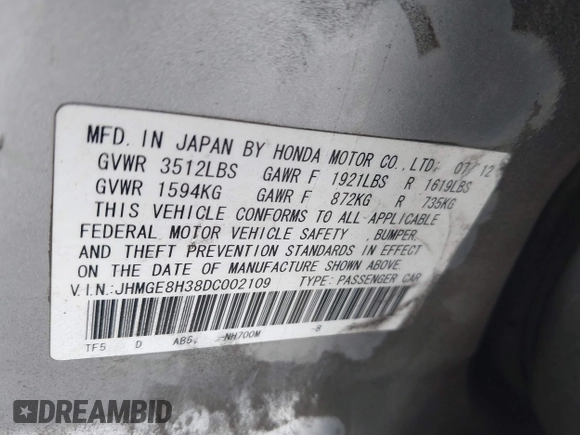 MFD. IN JAPAN BY HONDA MOTOR CO., LTD. 07/12
GVWR 3512LBS GAWR F 1921LBS R 1619LBS
GVWR 1594KG GAWR F 872KG R 735KG
THIS VEHICLE CONFORMS TO ALL APPLICABLE
FEDERAL MOTOR VEHICLE SAFETY , BUMPER,
AND THEFT PREVENTION STANDARDS IN EFFECT
ON THE DATE OF MANUFACTURE SHOWN ABOVE.
V.I.N.:JHMGE8H38DC002109 TYPE: PASSENGER CAR
TF5 D AB5, -NH700M -8
DREAMBID